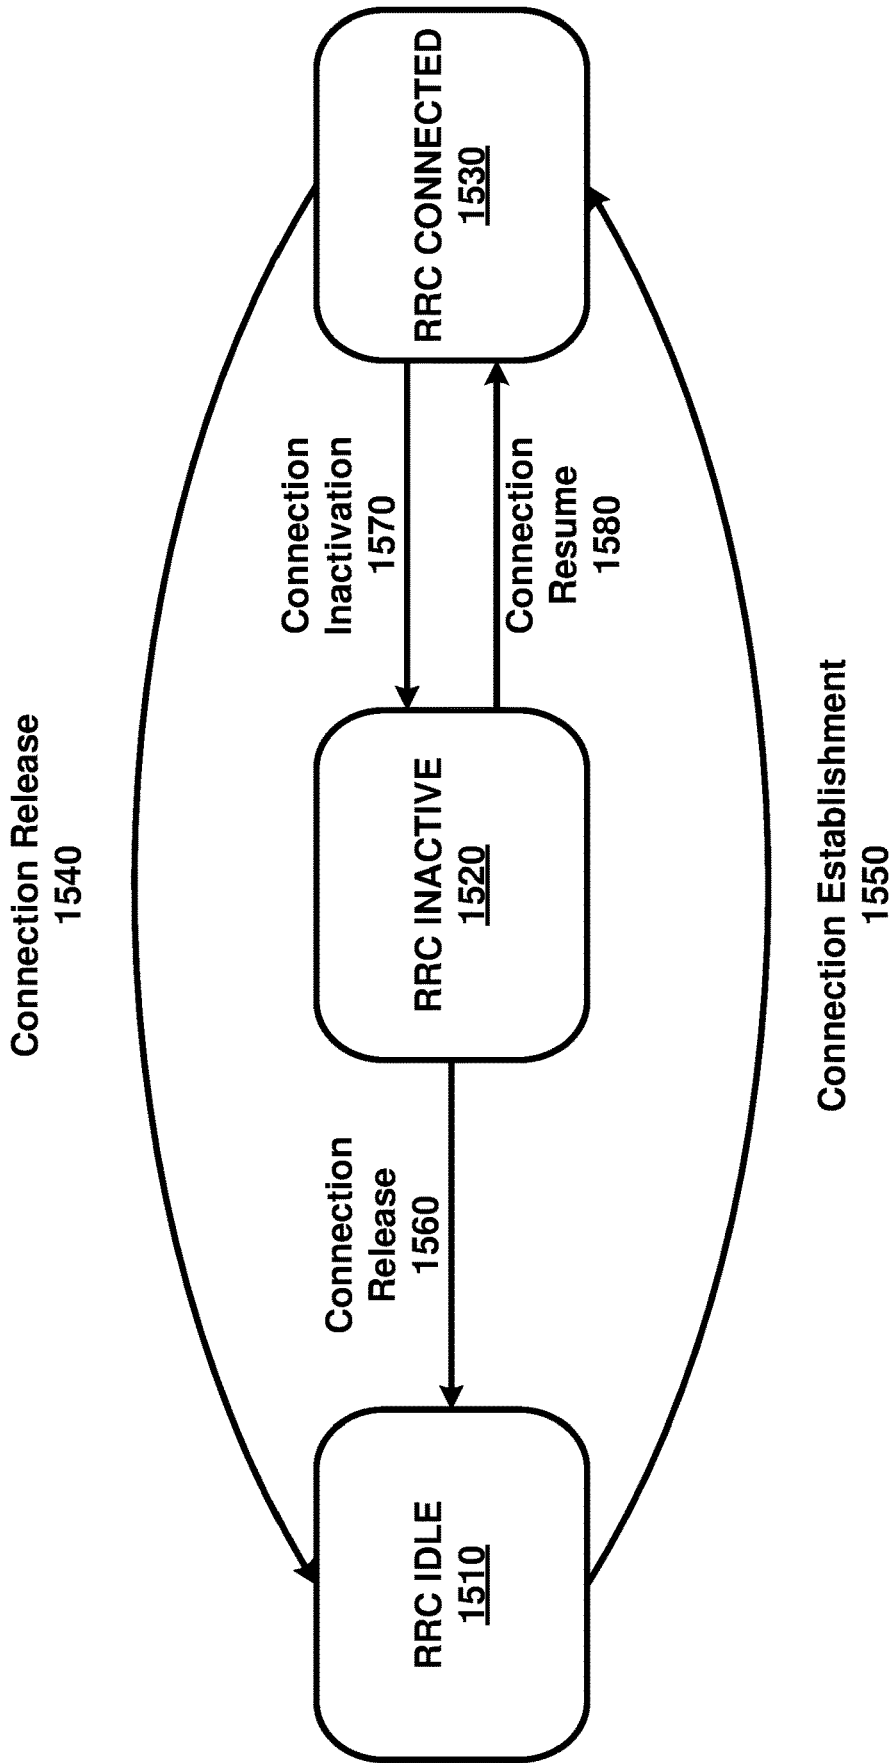 Connection Release
1540
RRC IDLE
1510
Connection
Release
1560
RRC INACTIVE
1520
Connection
Inactivation
1570
Connection
Resume
1580
RRC CONNECTED
1530
Connection Establishment
1550